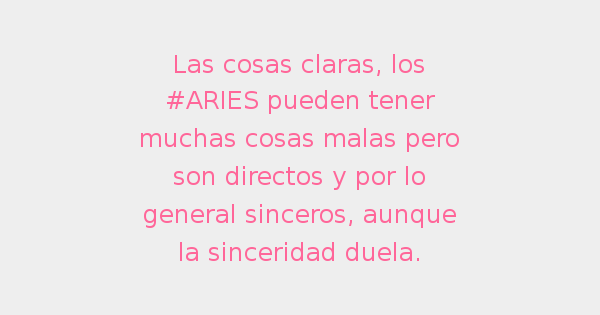 Las cosas claras, los
#ARIES pueden tener
muchas cosas malas pero
son directos y por lo
general sinceros, aunque
la sinceridad duela.